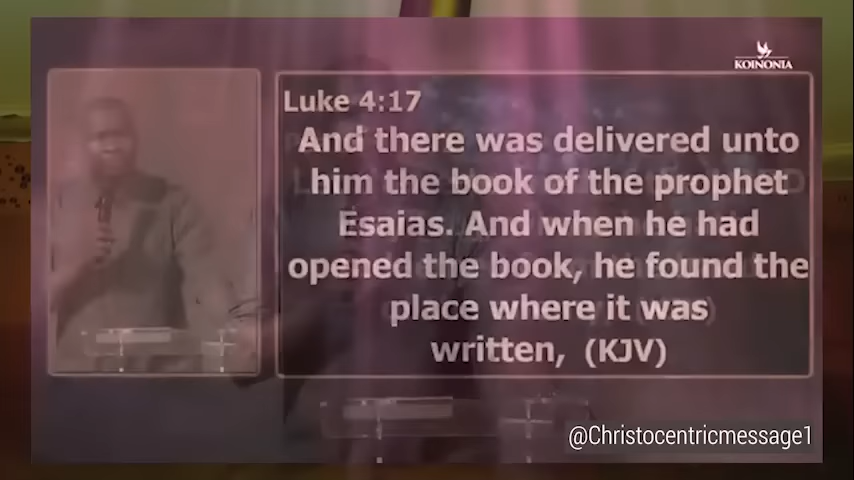 KOINONIA
Luke 4:17
And there was delivered unto
him the book of the prophet
Esaias. And when he had
opened the book, he found the
place where it was
written, (KJV)
@Christocentricmessage1